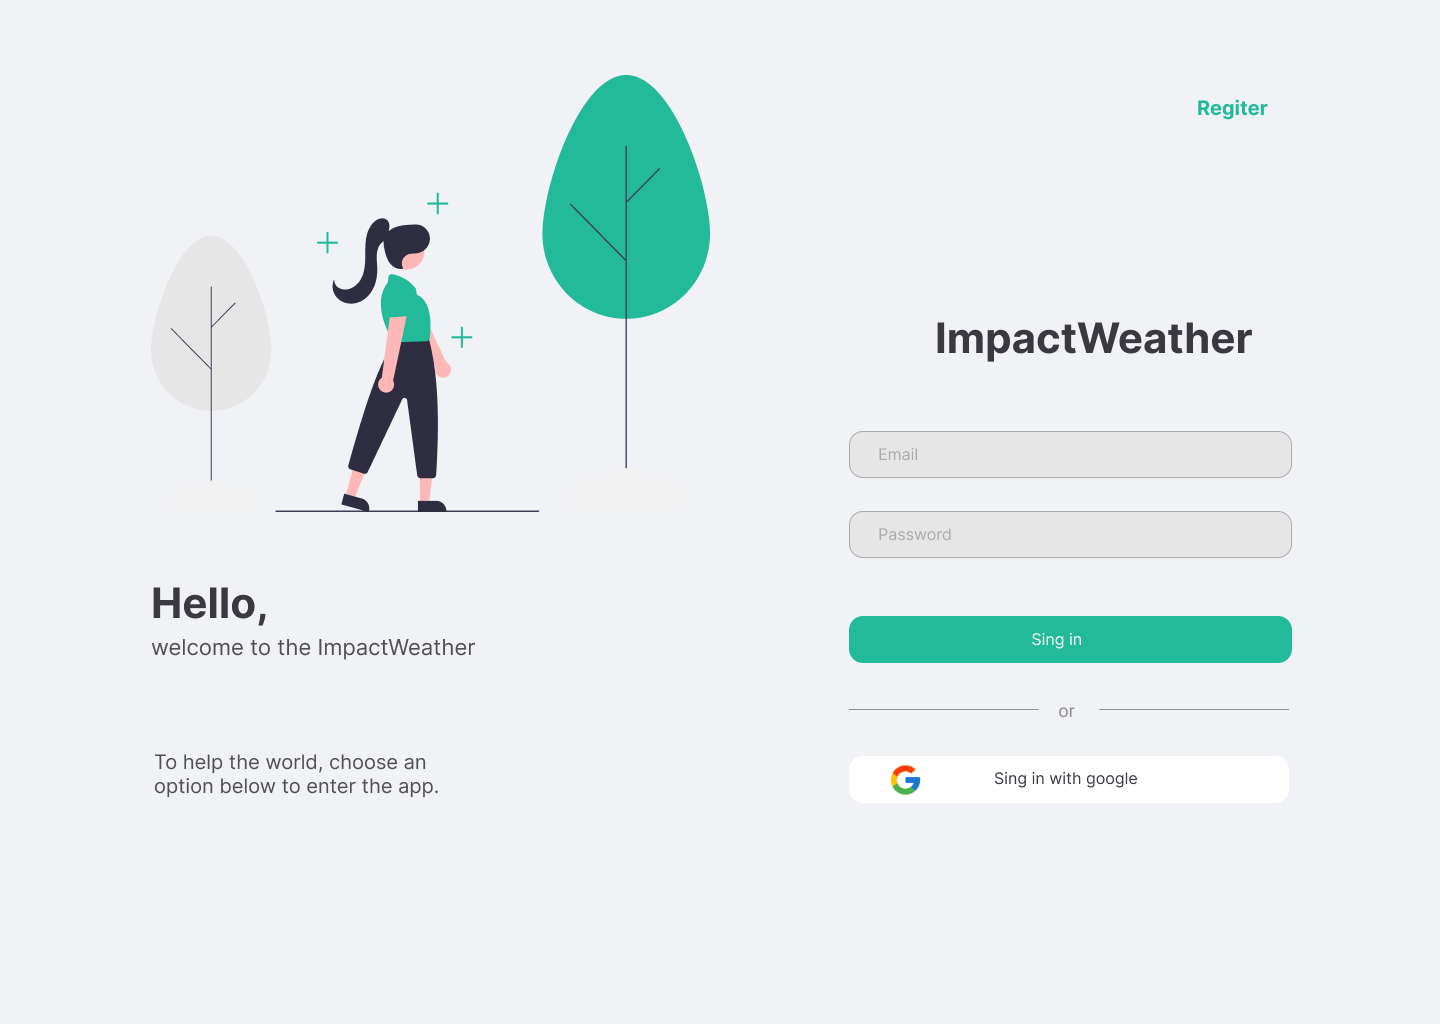 Regiter
ImpactWeather
Email
Password
Sing in
or
Sing in with google
Hello,
welcome to the ImpactWeather
To help the world, choose an
option below to enter the app.